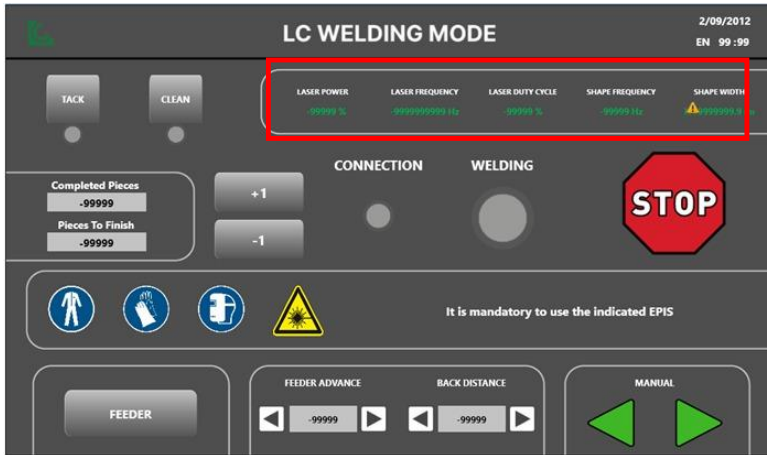 LC WELDING MODE
2/09/2012
EN 99:99
TACK
CLEAN
LASER POWER
LASER FREQUENCY
LASER DUTY CYCLE
SHAPE FREQUENCY
SHAPE WIDTH
-99999 %
-9999999999 Hz
-99999 %
-99999 Hz
Completed Pieces
-99999
Pieces To Finish
-99999
+1
-1
CONNECTION
WELDING
STOP
It is mandatory to use the indicated EPIS
FEEDER
FEEDER ADVANCE
-99999
BACK DISTANCE
-99999
MANUAL